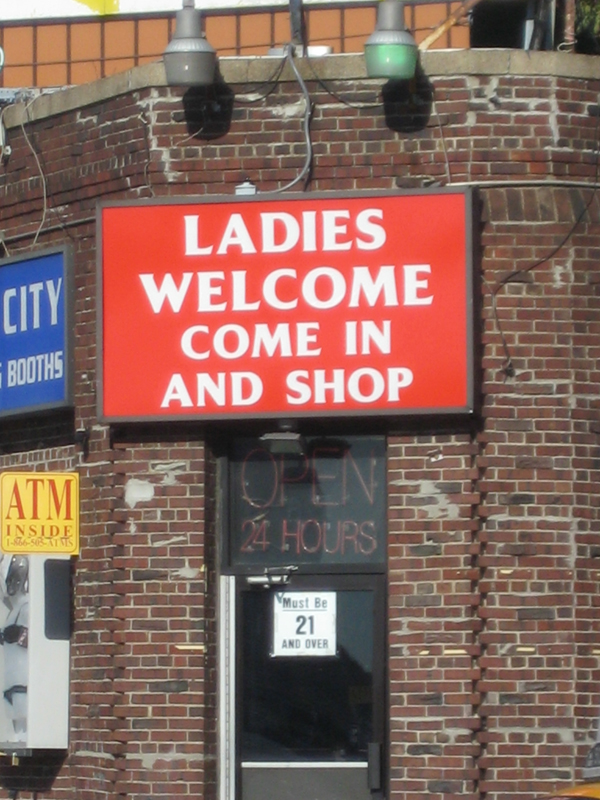 LADIES
WELCOME
COME IN
AND SHOP
CITY
BOOTHS
ATM
INSIDE
OPEN
24 HOURS
Must Be
21
AND OVER